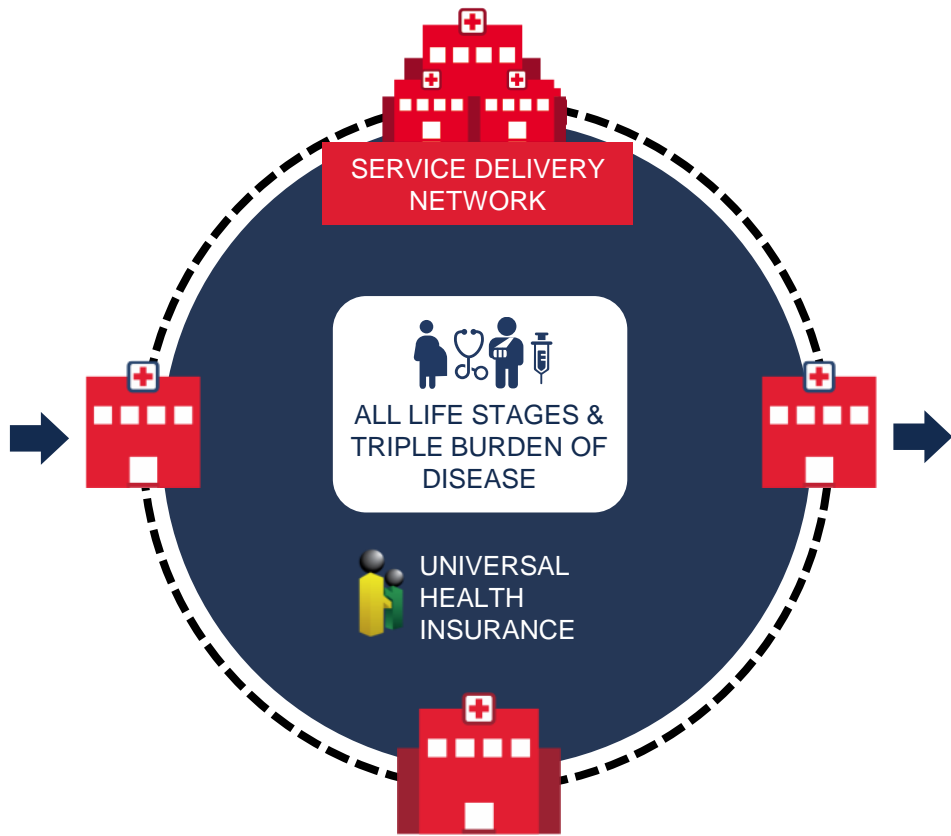 SERVICE DELIVERY
NETWORK
ALL LIFE STAGES &
TRIPLE BURDEN OF
DISEASE
UNIVERSAL
HEALTH
INSURANCE